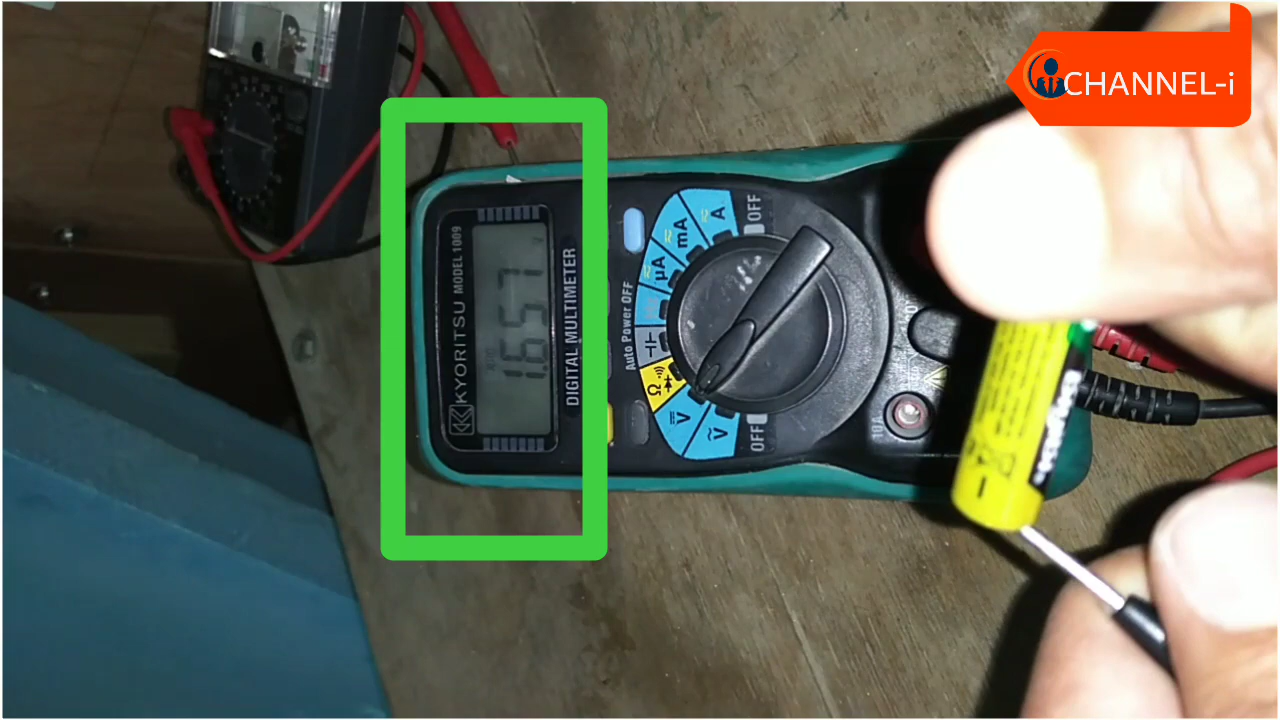 CHANNEL-i
KYORITSU MODEL 1009
1.657
V
DIGITAL MULTIMETER
Auto Power OFF
OFF
A
mA
µA
Ω
V
V
OFF
10A